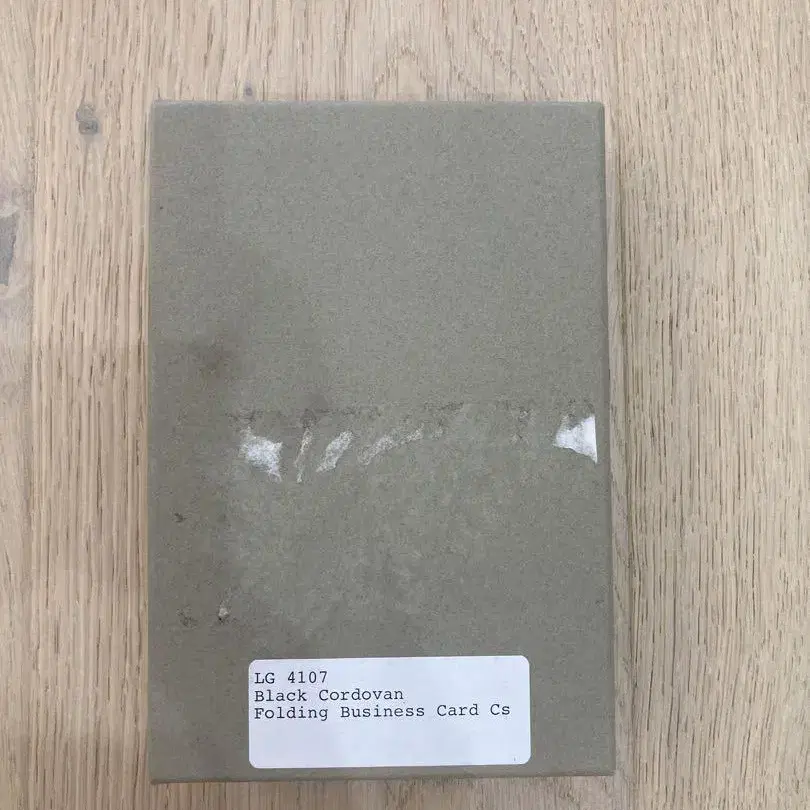 LG 4107
Black Cordovan
Folding Business Card Cs